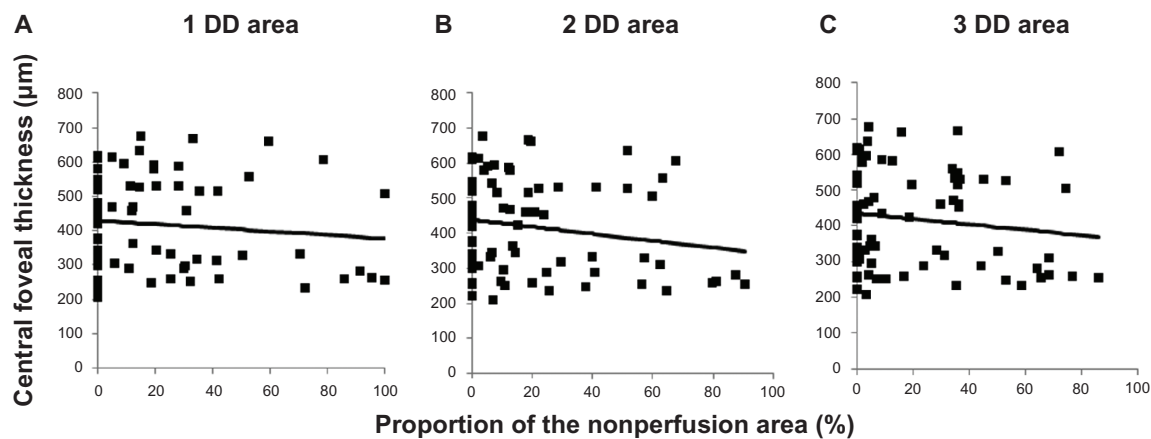 A 1 DD area B 2 DD area C 3 DD area
Central foveal thickness (μm)
800 800 800
700 700 700
600 600 600
500 500 500
400 400 400
300 300 300
200 200 200
100 100 100
0 0 0
0 20 40 60 80 100 0 20 40 60 80 100 0 20 40 60 80 100
Proportion of the nonperfusion area (%)